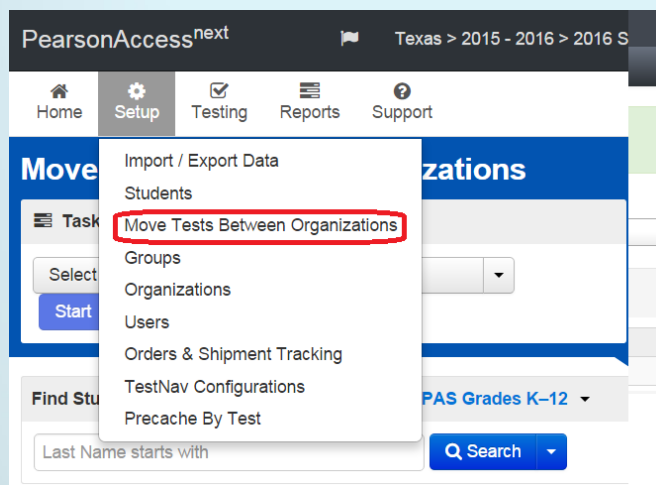 PearsonAccessnext Texas > 2015 - 2016 > 2016 S
Home Setup Testing Reports Support
Move zations
Import / Export Data
Students
Task
Move Tests Between Organizations
Groups
Select
Organizations
Start
Users
Orders & Shipment Tracking
TestNav Configurations
Find Stu PAS Grades K–12
Precache By Test
Last Name starts with Search